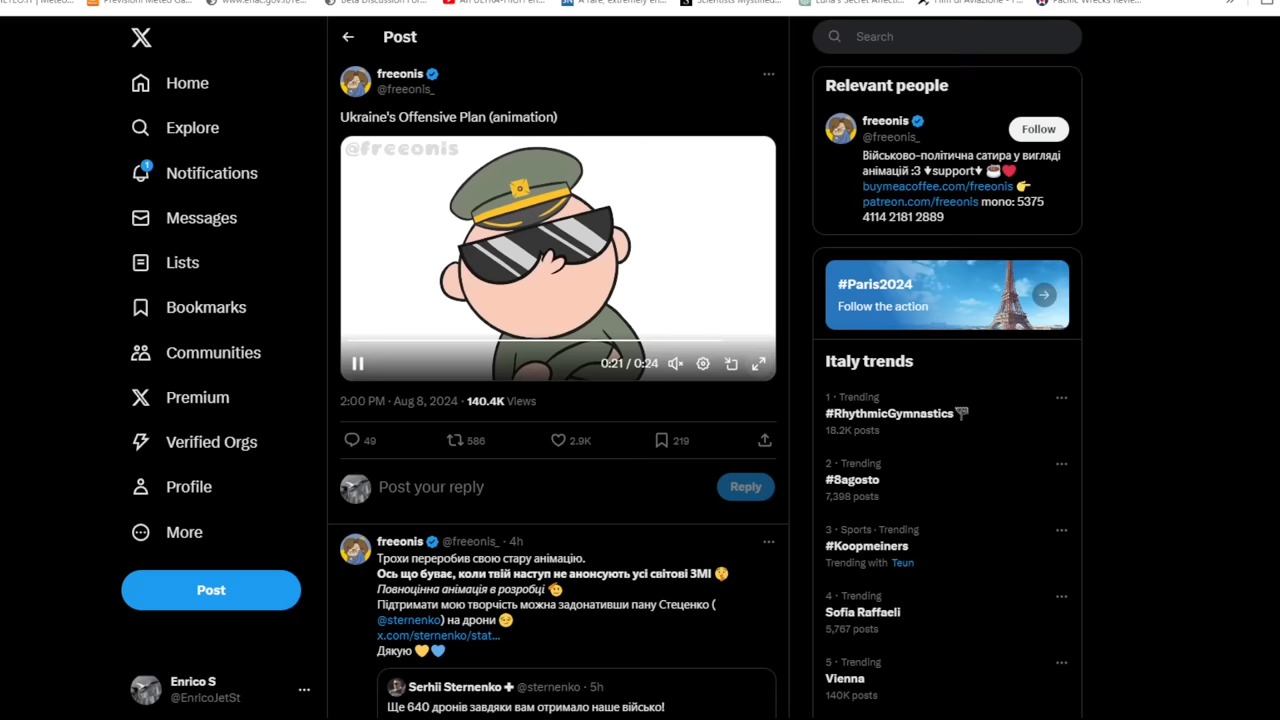 www.enac.gov.it/re...
Post
Search
freeonis
@freeonis_
Ukraine's Offensive Plan (animation)
@freeonis
0:21 / 0:24
2:00 PM · Aug 8, 2024 · 140.4K Views
49
586
2.9K
219
Post your reply
Reply
freeonis @freeonis_ · 4h
Трохи переробив свою стару анімацію.
Ось що буває, коли твій наступ не анонсують усі світові ЗМІ 🤫
Повноцінна анімація в розробці 🫡
Підтримати мою творчість можна задонативши пану Стеценко (
@sternenko) на дрони 😏
x.com/sternenko/stat...
Дякую 💛💙
Serhii Sternenko ✚ @sternenko · 5h
Ще 640 дронів завдяки вам отримало наше військо!
X
Home
Explore
1
Notifications
Messages
Lists
Bookmarks
Communities
Premium
Verified Orgs
Profile
More
Post
Enrico S
@EnricoJetSt
Relevant people
freeonis
@freeonis_
Follow
Військово-політична сатира у вигляді
анімацій :3 ⬇support⬇ ☕❤
buymeacoffee.com/freeonis 👉
patreon.com/freeonis mono: 5375
4114 2181 2889
#Paris2024
Follow the action
Italy trends
1 · Trending
#RhythmicGymnastics
18.2K posts
2 · Trending
#8agosto
7,398 posts
3 · Sports · Trending
#Koopmeiners
Trending with Teun
4 · Trending
Sofia Raffaeli
5,767 posts
5 · Trending
Vienna
140K posts